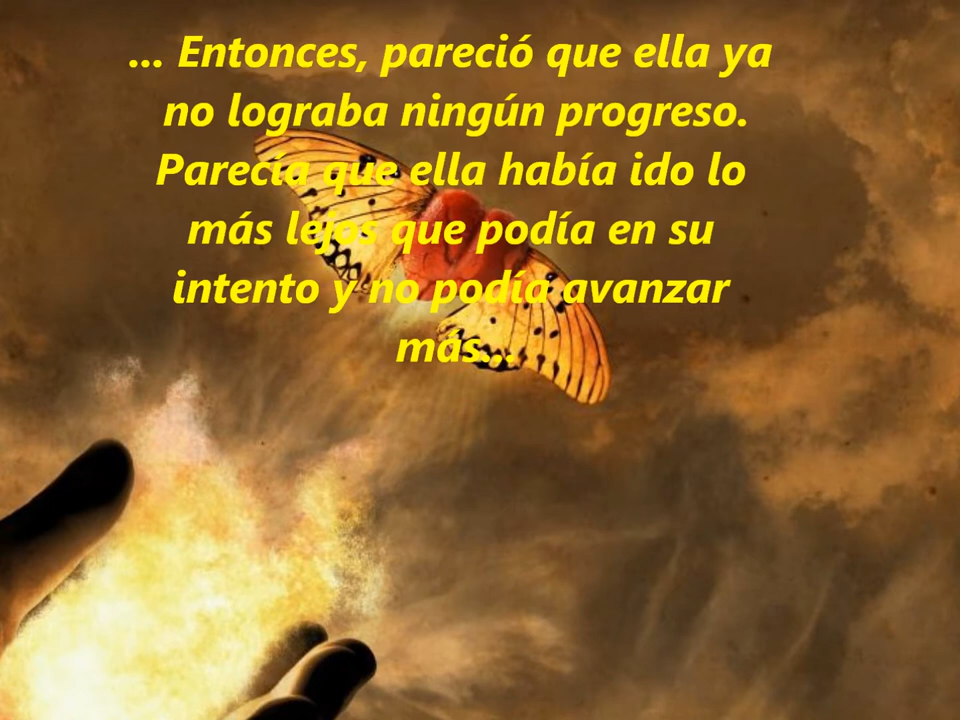 ... Entonces, pareció que ella ya
no lograba ningún progreso.
Parecía que ella había ido lo
más lejos que podía en su
intento y no podía avanzar
más...